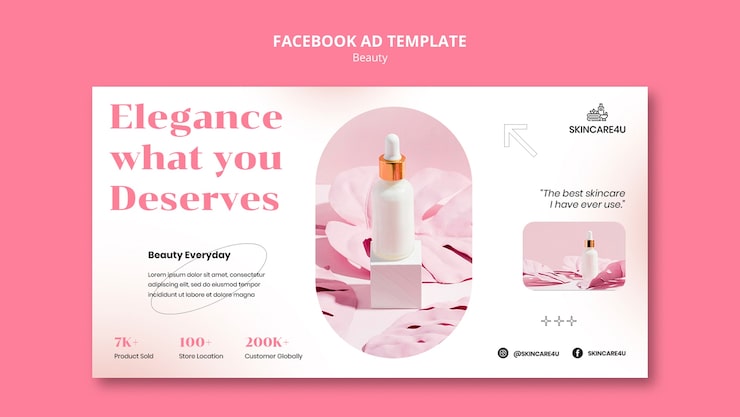 FACEBOOK AD TEMPLATE
Beauty
Elegance
what you
Deserves
SKINCARE4U
"The best skincare
I have ever use."
Beauty Everyday
Lorem ipsum dolor sit amet, consectetur
adipiscing elit, sed do eiusmod tempor
incididunt ut labore et dolore magna
7K+
Product Sold
100+
Store Location
200K+
Customer Globally
@SKINCARE4U
SKINCARE4U